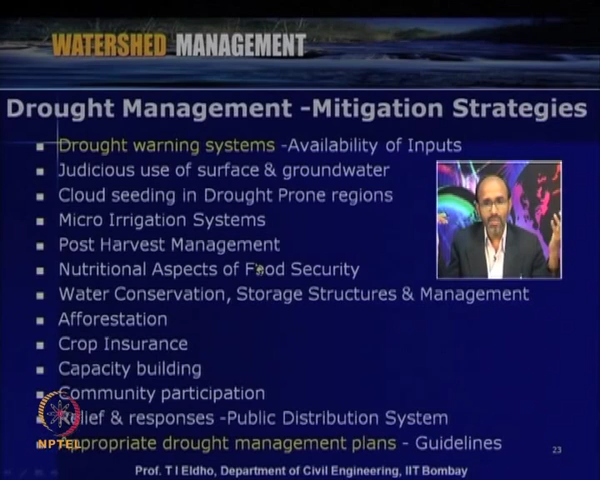 WATERSHED MANAGEMENT
Drought Management -Mitigation Strategies
Drought warning systems -Availability of Inputs
Judicious use of surface & groundwater
Cloud seeding in Drought Prone regions
Micro Irrigation Systems
Post Harvest Management
Nutritional Aspects of Food Security
Water Conservation, Storage Structures & Management
Afforestation
Crop Insurance
Capacity building
Community participation
Relief & responses -Public Distribution System
Appropriate drought management plans - Guidelines
NPTEL
23
Prof. T I Eldho, Department of Civil Engineering, IIT Bombay